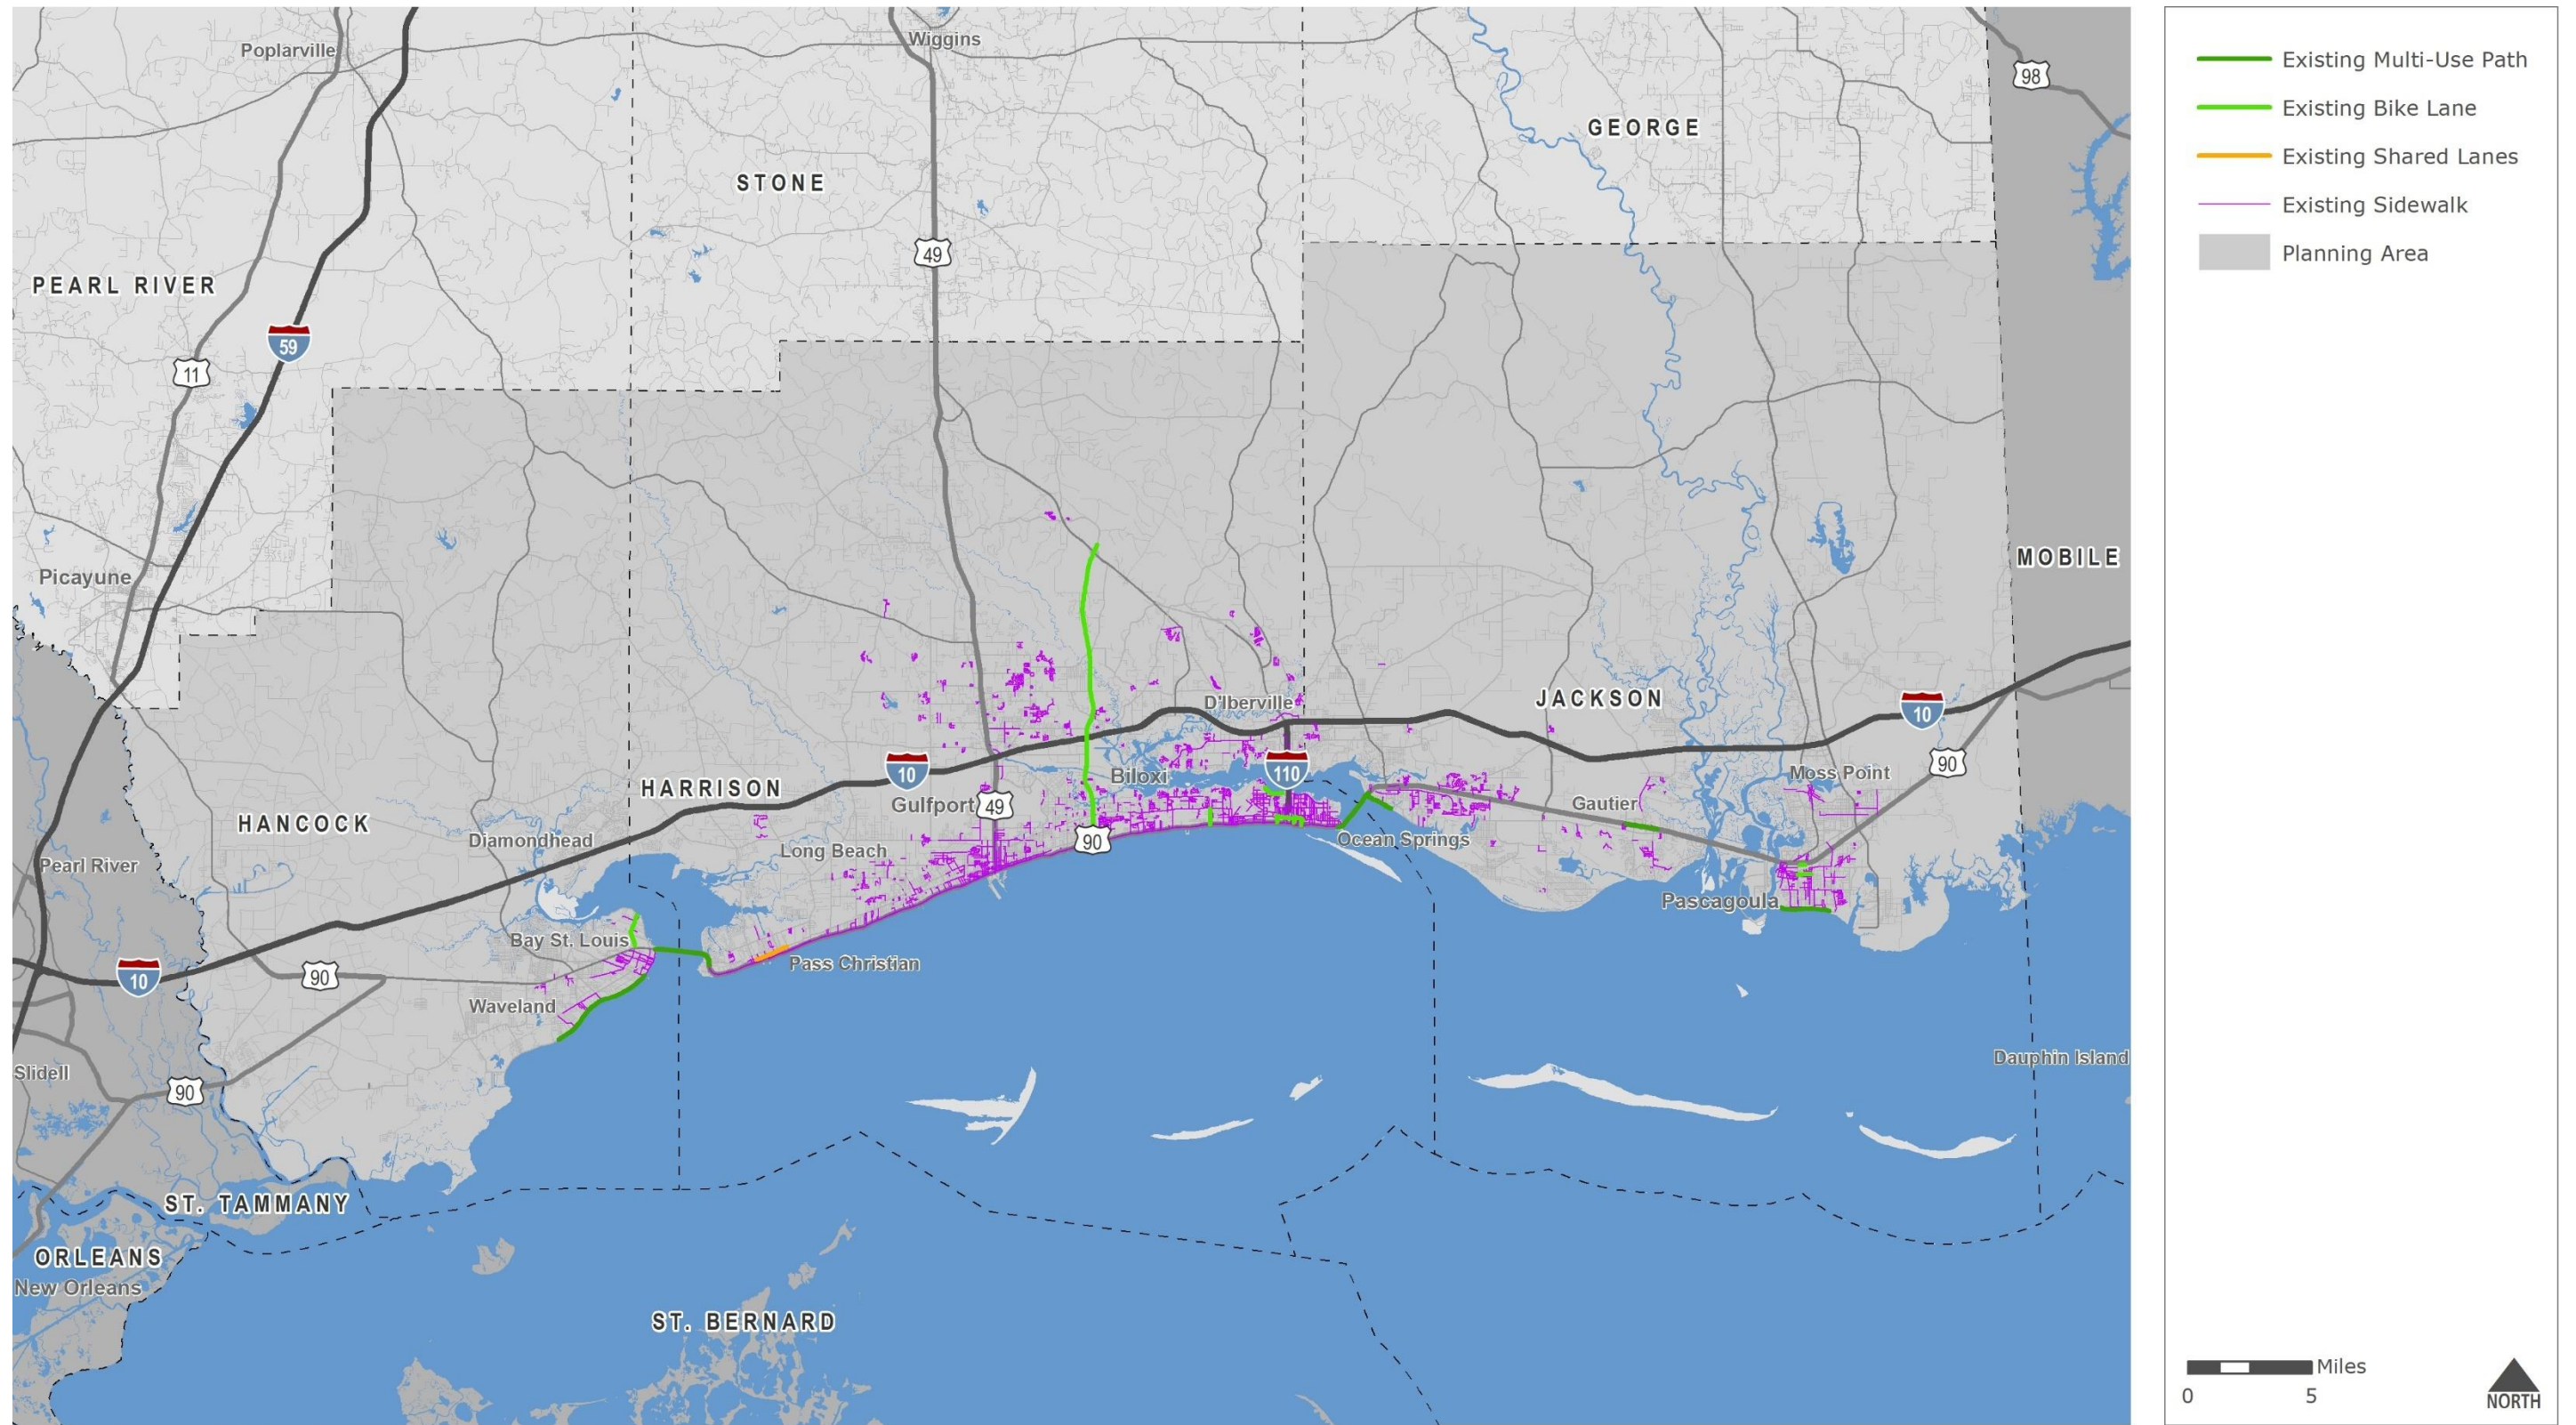 Poplarville
Wiggins
98
GEORGE
STONE
49
PEARL RIVER
59
11
MOBILE
Picayune
D'Iberville
JACKSON
10
90
Moss Point
10
110
Biloxi
HARRISON
Gulfport
49
Gautier
HANCOCK
Diamondhead
Long Beach
90
Ocean Springs
Pearl River
Pascagoula
Bay St. Louis
Pass Christian
10
90
Waveland
Slidell
90
Dauphin Island
ST. TAMMANY
ORLEANS
New Orleans
ST. BERNARD
Existing Multi-Use Path
Existing Bike Lane
Existing Shared Lanes
Existing Sidewalk
Planning Area
Miles
0 5
NORTH